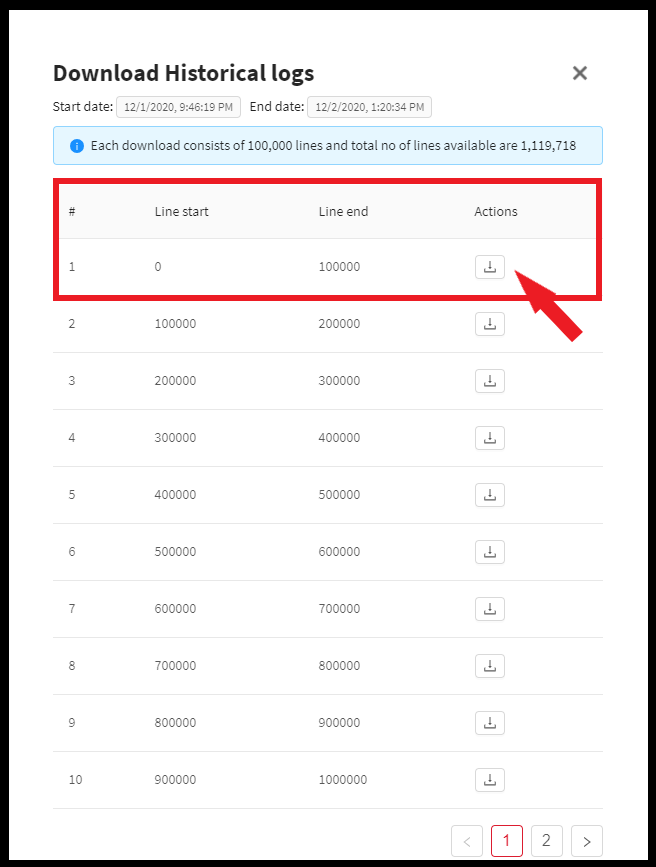 Download Historical logs
Start date: 12/1/2020, 9:46:19 PM End date: 12/2/2020, 1:20:34 PM
Each download consists of 100,000 lines and total no of lines available are 1,119,718
# Line start Line end Actions
1 0 100000
2 100000 200000
3 200000 300000
4 300000 400000
5 400000 500000
6 500000 600000
7 600000 700000
8 700000 800000
9 800000 900000
10 900000 1000000
< 1 2 >